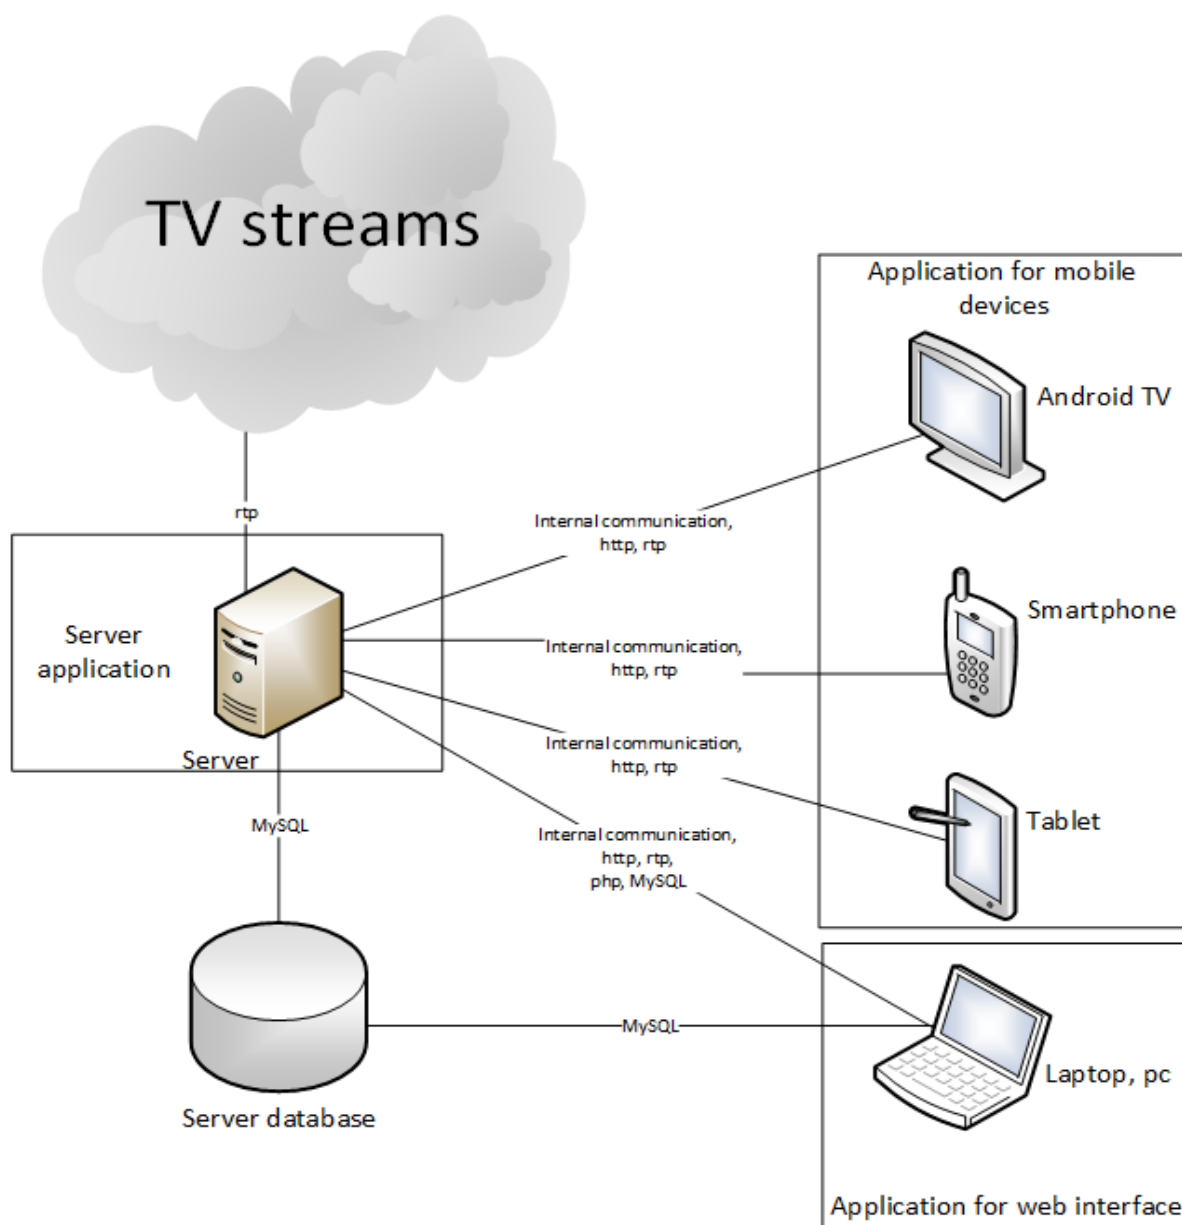 TV streams
Application for mobile
devices
Android TV
rtp
Internal communication,
http, rtp
Server
application
Server
Smartphone
Internal communication,
http, rtp
Internal communication,
http, rtp
Tablet
MySQL
Internal communication,
http, rtp,
php, MySQL
MySQL
Laptop, pc
Server database
Application for web interface